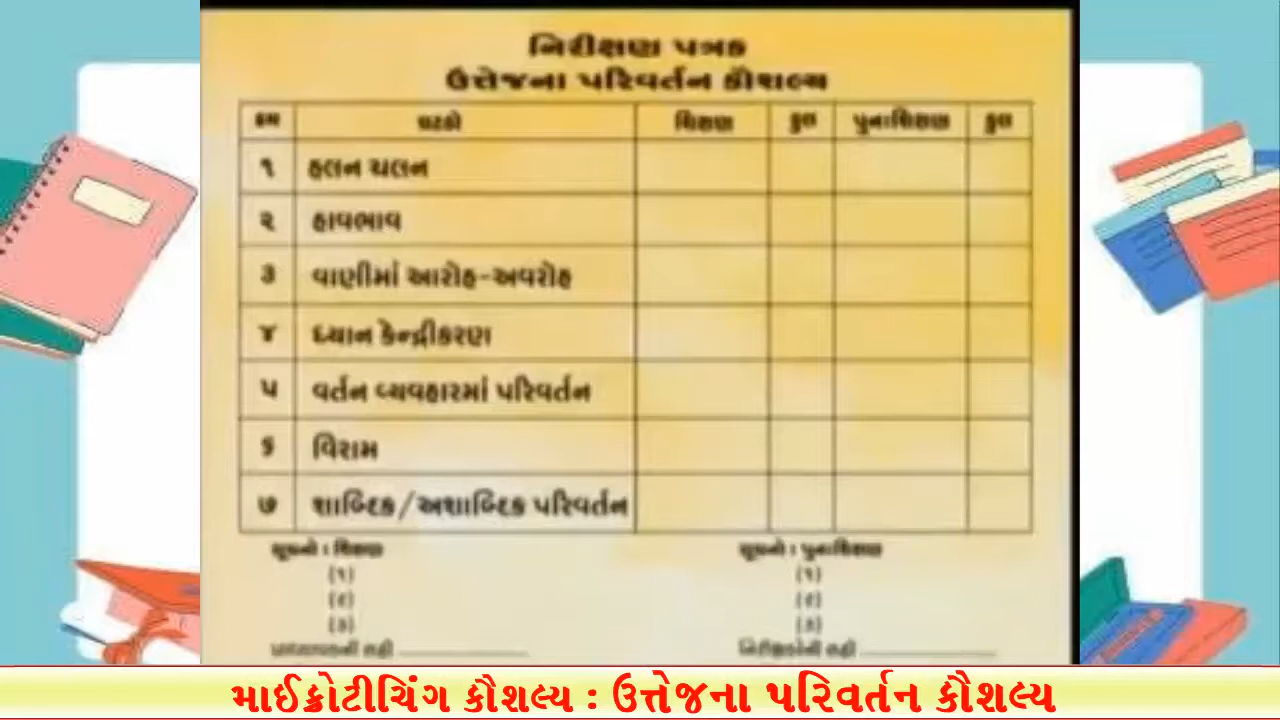 નિરીક્ષણ પત્રક
ઉત્તેજના પરિવર્તન કૌશલ્ય
ક્રમ ઘટકો શિક્ષણ કુલ પુનઃશિક્ષણ કુલ
૧ હલન ચલન
૨ હાવભાવ
૩ વાણીમાં આરોહ-અવરોહ
૪ ધ્યાન કેન્દ્રીકરણ
૫ વર્તન વ્યવહારમાં પરિવર્તન
૬ વિરામ
૭ શાબ્દિક/અશાબ્દિક પરિવર્તન
સૂચનો : શિક્ષણ સૂચનો : પુનઃશિક્ષણ
(૧) (૧)
(૨) (૨)
(૩) (૩)
નિરીક્ષકની સહી
માઈક્રોટીચિંગ કૌશલ્ય : ઉત્તેજના પરિવર્તન કૌશલ્ય